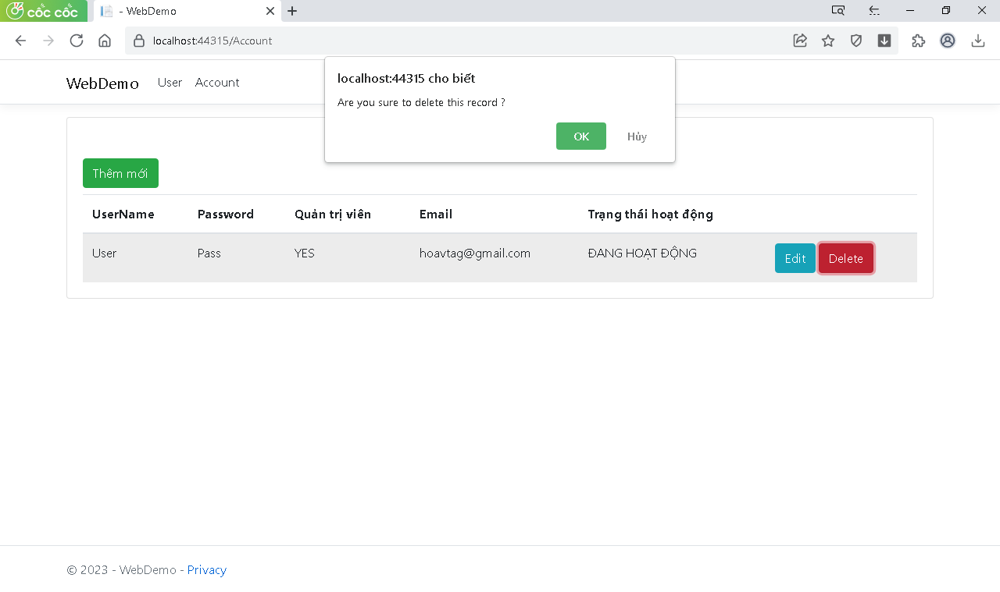 cốc cốc
- WebDemo
localhost:44315/Account
WebDemo User Account
localhost:44315 cho biết
Are you sure to delete this record ?
OK Hủy
Thêm mới
UserName Password Quản trị viên Email Trạng thái hoạt động
User Pass YES hoavtag@gmail.com ĐANG HOẠT ĐỘNG Edit Delete
© 2023 - WebDemo - Privacy